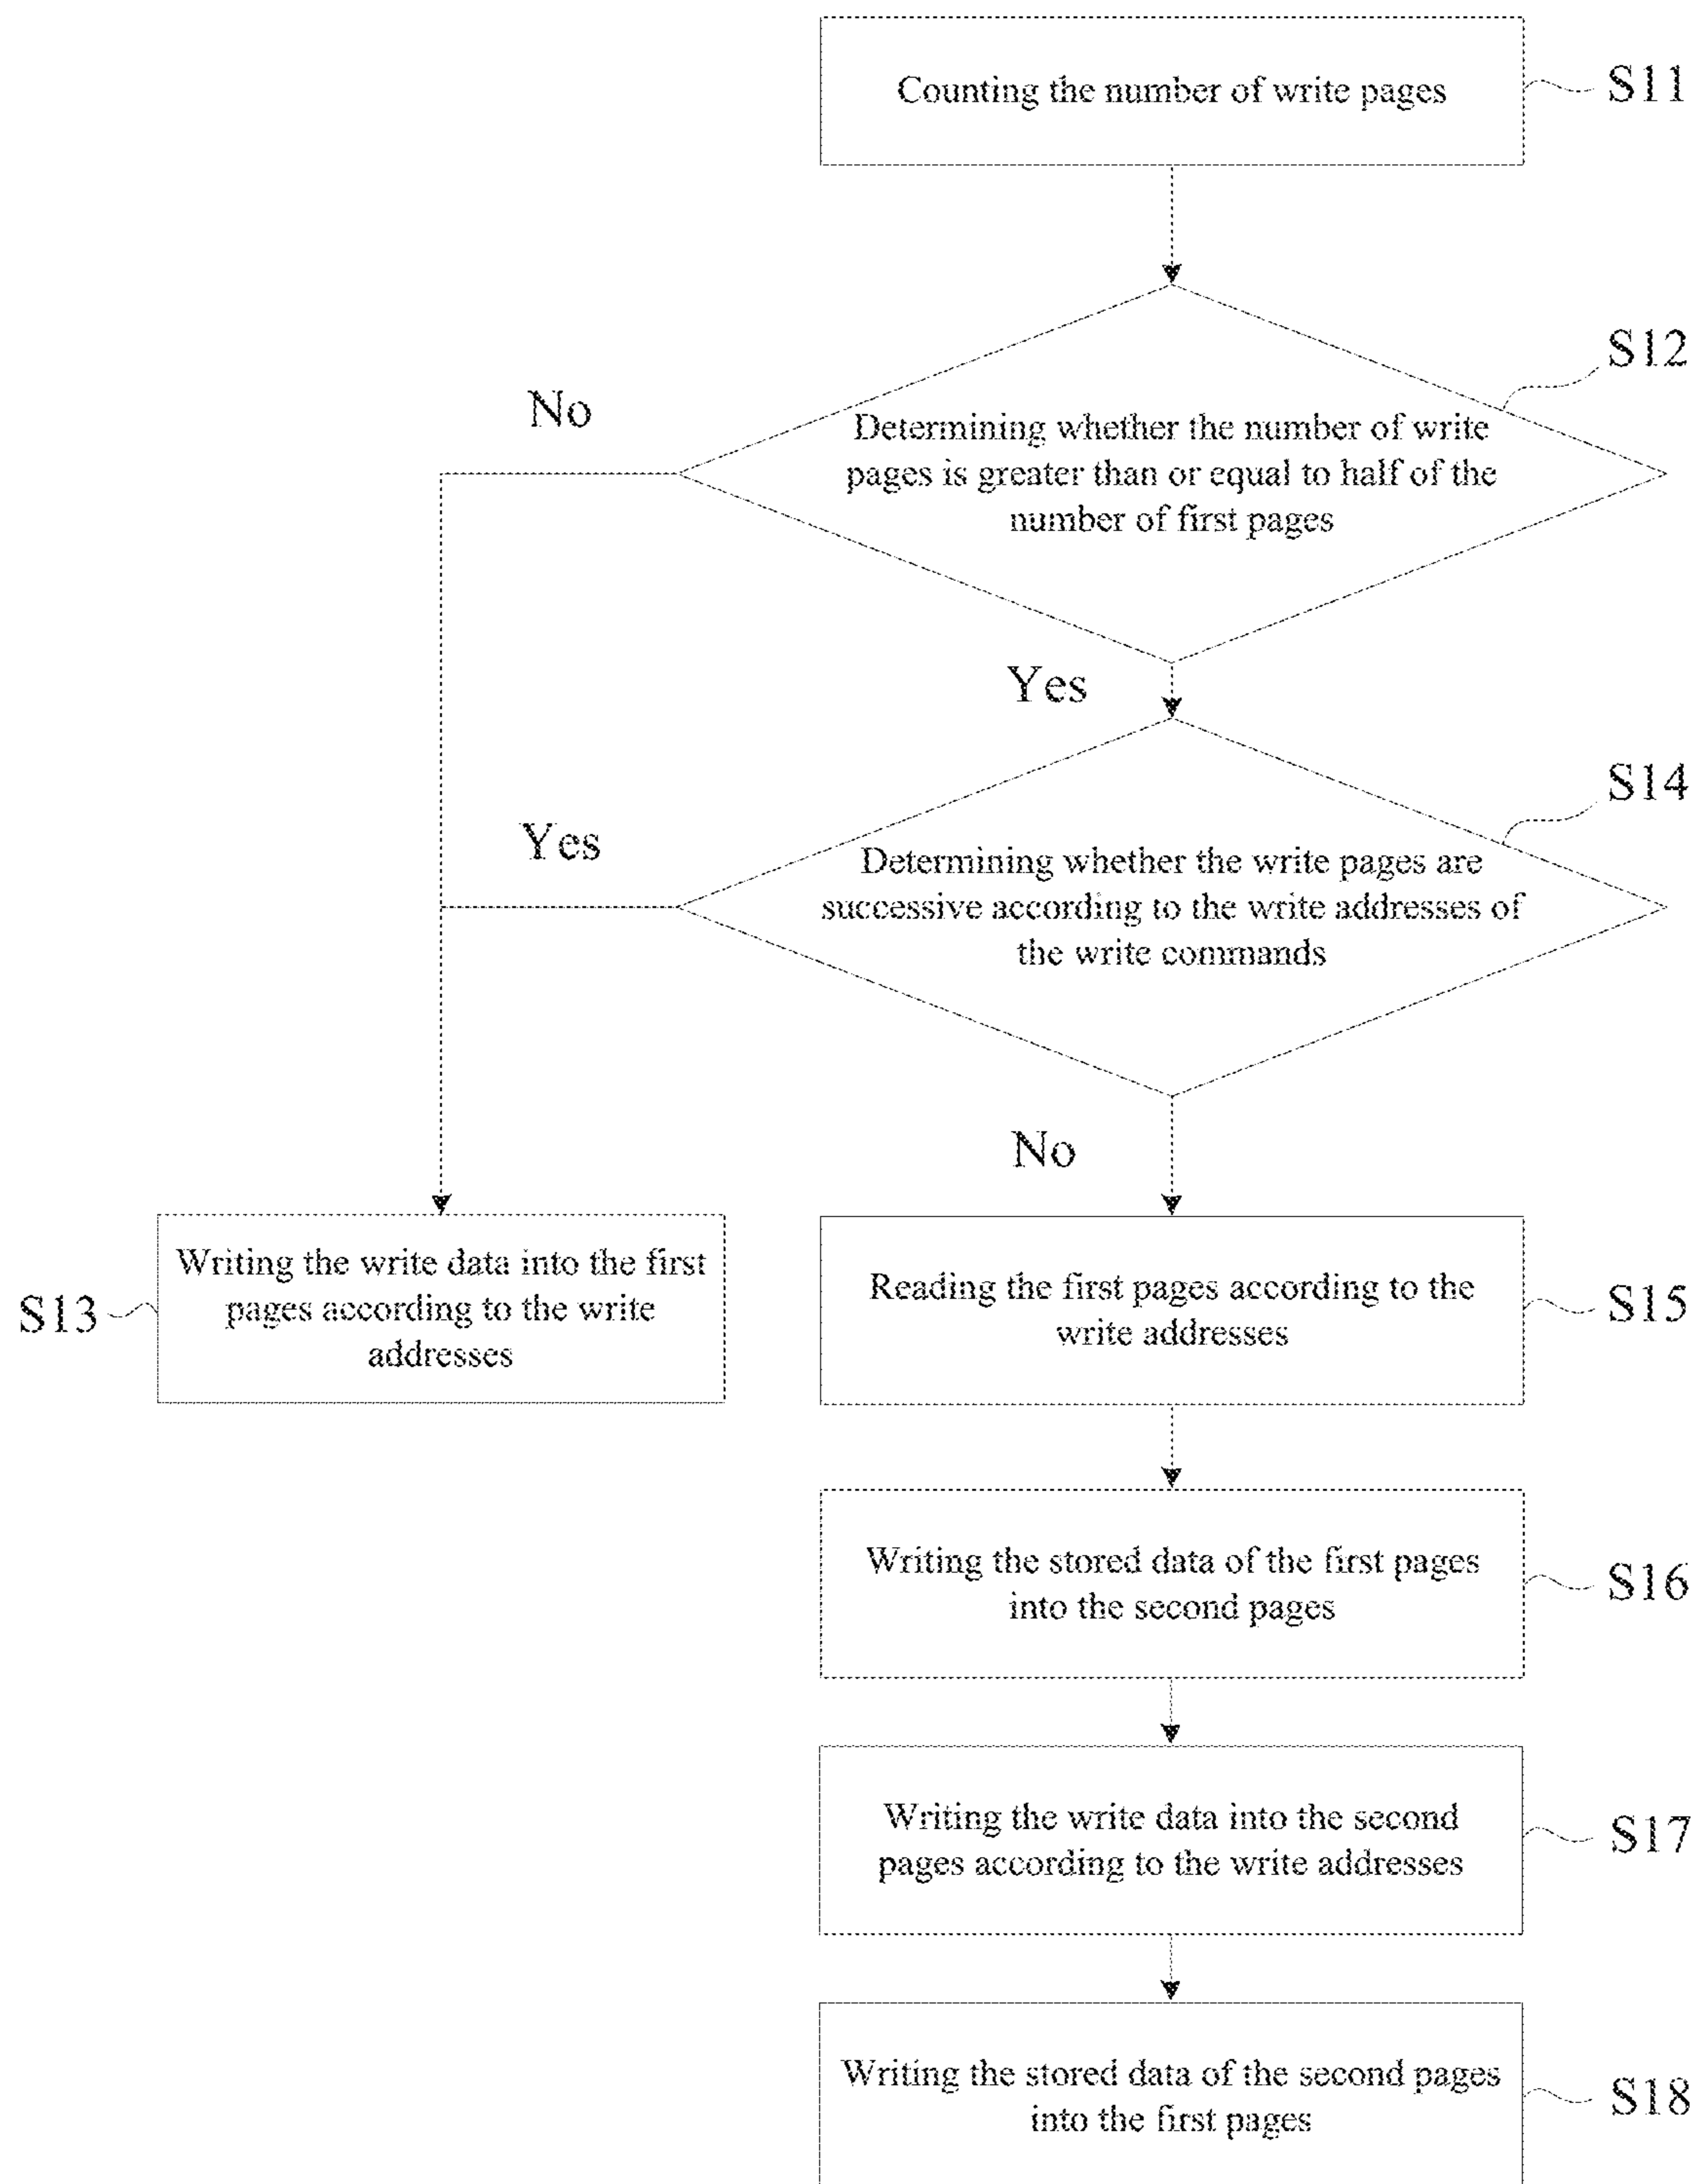 Counting the number of write pages
S11
S12
No
Determining whether the number of write
pages is greater than or equal to half of the
number of first pages
Yes
S14
Yes
Determining whether the write pages are
successive according to the write addresses of
the write commands
No
S13
Writing the write data into the first
pages according to the write
addresses
Reading the first pages according to the
write addresses
S15
Writing the stored data of the first pages
into the second pages
S16
Writing the write data into the second
pages according to the write addresses
S17
Writing the stored data of the second pages
into the first pages
S18